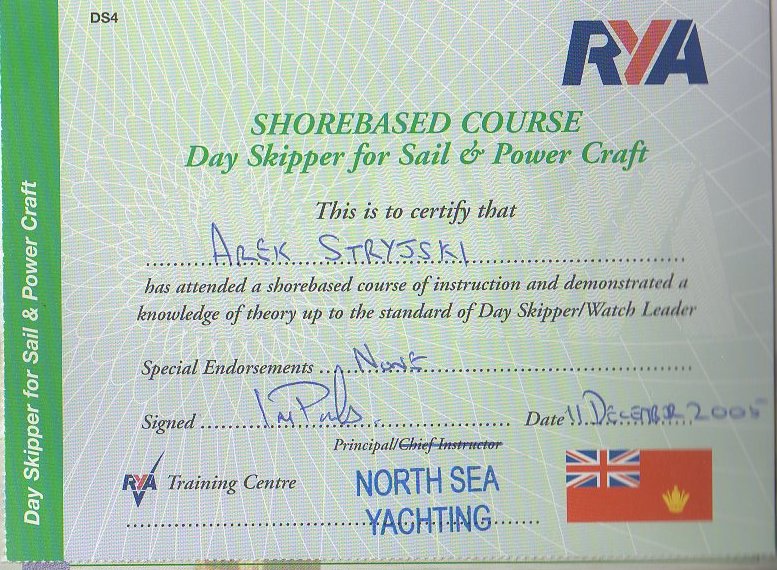 DS4
RYA
SHOREBASED COURSE
Day Skipper for Sail & Power Craft
This is to certify that
AREK STRYJSKI
has attended a shorebased course of instruction and demonstrated a
knowledge of theory up to the standard of Day Skipper/Watch Leader
Special Endorsements NONE
Signed
Date 11 DECEMBER 2005
Principal/Chief Instructor
RYA Training Centre
NORTH SEA
YACHTING
Day Skipper for Sail & Power Craft